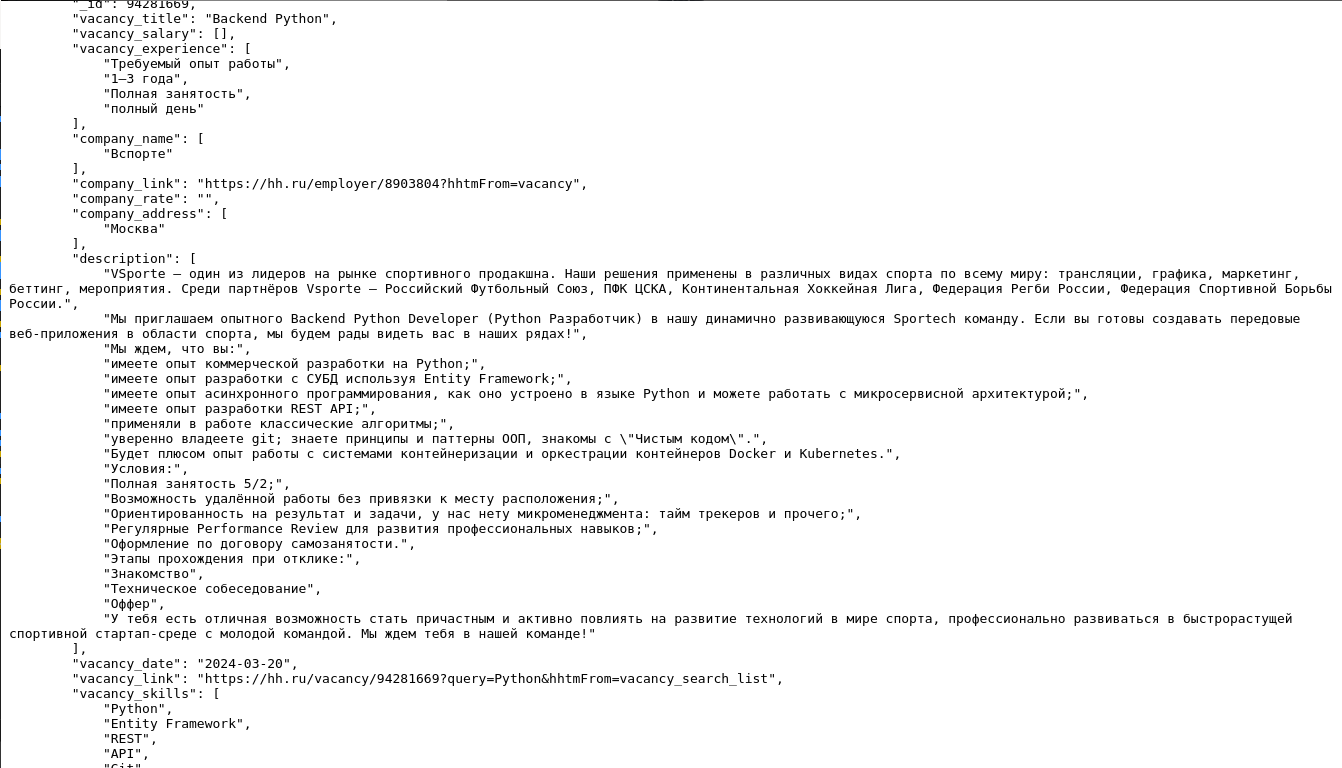 "_id": 94281669,
"vacancy_title": "Backend Python",
"vacancy_salary": [],
"vacancy_experience": [
"Требуемый опыт работы",
"1–3 года",
"Полная занятость",
"полный день"
],
"company_name": [
"Вспорте"
],
"company_link": "https://hh.ru/employer/8903804?hhtmFrom=vacancy",
"company_rate": "",
"company_address": [
"Москва"
],
"description": [
"VSporte – один из лидеров на рынке спортивного продакшна. Наши решения применены в различных видах спорта по всему миру: трансляции, графика, маркетинг,
беттинг, мероприятия. Среди партнёров Vsporte – Российский Футбольный Союз, ПФК ЦСКА, Континентальная Хоккейная Лига, Федерация Регби России, Федерация Спортивной Борьбы
России.",
"Мы приглашаем опытного Backend Python Developer (Python Разработчик) в нашу динамично развивающуюся Sportech команду. Если вы готовы создавать передовые
веб-приложения в области спорта, мы будем рады видеть вас в наших рядах!",
"Мы ждем, что вы:",
"имеете опыт коммерческой разработки на Python;",
"имеете опыт разработки с СУБД используя Entity Framework;",
"имеете опыт асинхронного программирования, как оно устроено в языке Python и можете работать с микросервисной архитектурой;",
"имеете опыт разработки REST API;",
"применяли в работе классические алгоритмы;",
"уверенно владеете git; знаете принципы и паттерны ООП, знакомы с \"Чистым кодом\".",
"Будет плюсом опыт работы с системами контейнеризации и оркестрации контейнеров Docker и Kubernetes.",
"Условия:",
"Полная занятость 5/2;",
"Возможность удалённой работы без привязки к месту расположения;",
"Ориентированность на результат и задачи, у нас нету микроменеджмента: тайм трекеров и прочего;",
"Регулярные Performance Review для развития профессиональных навыков;",
"Оформление по договору самозанятости.",
"Этапы прохождения при отклике:",
"Знакомство",
"Техническое собеседование",
"Оффер",
"У тебя есть отличная возможность стать причастным и активно повлиять на развитие технологий в мире спорта, профессионально развиваться в быстрорастущей
спортивной стартап-среде с молодой командой. Мы ждем тебя в нашей команде!"
],
"vacancy_date": "2024-03-20",
"vacancy_link": "https://hh.ru/vacancy/94281669?query=Python&hhtmFrom=vacancy_search_list",
"vacancy_skills": [
"Python",
"Entity Framework",
"REST",
"API",
"Git"